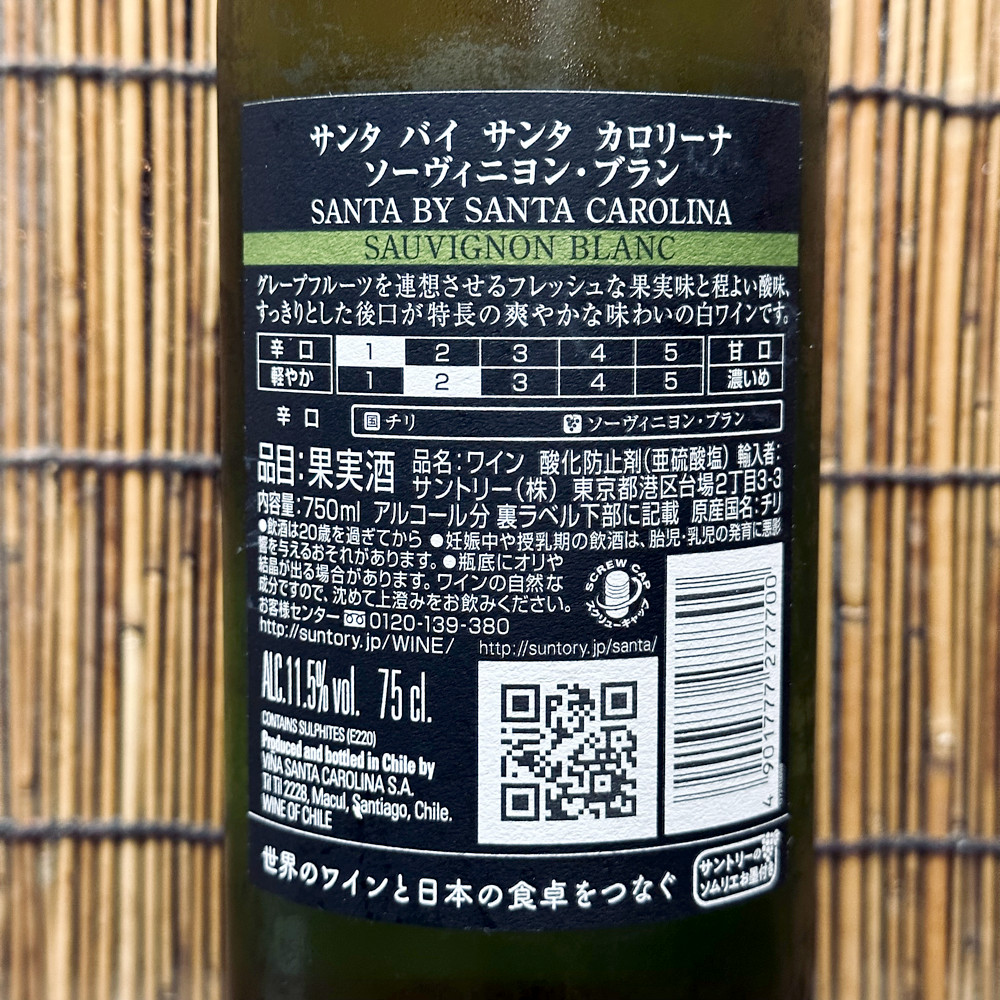 サンタ バイ サンタ カロリーナ
ソーヴィニヨン・ブラン
SANTA BY SANTA CAROLINA
SAUVIGNON BLANC
グレープフルーツを連想させるフレッシュな果実味と程よい酸味、
すっきりとした後口が特長の爽やかな味わいの白ワインです。
辛口 1 2 3 4 5 甘口
軽やか 1 2 3 4 5 濃いめ
辛口 国 チリ ソーヴィニヨン・ブラン
品目:果実酒 品名:ワイン 酸化防止剤(亜硫酸塩) 輸入者:
サントリー(株) 東京都港区台場2丁目3-3
内容量:750ml アルコール分 裏ラベル下部に記載 原産国名:チリ
●飲酒は20歳を過ぎてから ●妊娠中や授乳期の飲酒は、胎児・乳児の発育に悪影
響を与えるおそれがあります。●瓶底にオリや
結晶が出る場合があります。ワインの自然な
成分ですので、沈めて上澄みをお飲みください。
お客様センター 0120-139-380
http://suntory.jp/WINE/ http://suntory.jp/santa/
SCREW CAP
スクリューキャップ
4 901777 277700
ALC.11.5% vol. 75 cl.
CONTAINS SULPHITES (E220)
Produced and bottled in Chile by
VIÑA SANTA CAROLINA S.A.
Til Til 2228, Macul, Santiago, Chile.
WINE OF CHILE
世界のワインと日本の食卓をつなぐ
サントリーの
ソムリエお墨付き